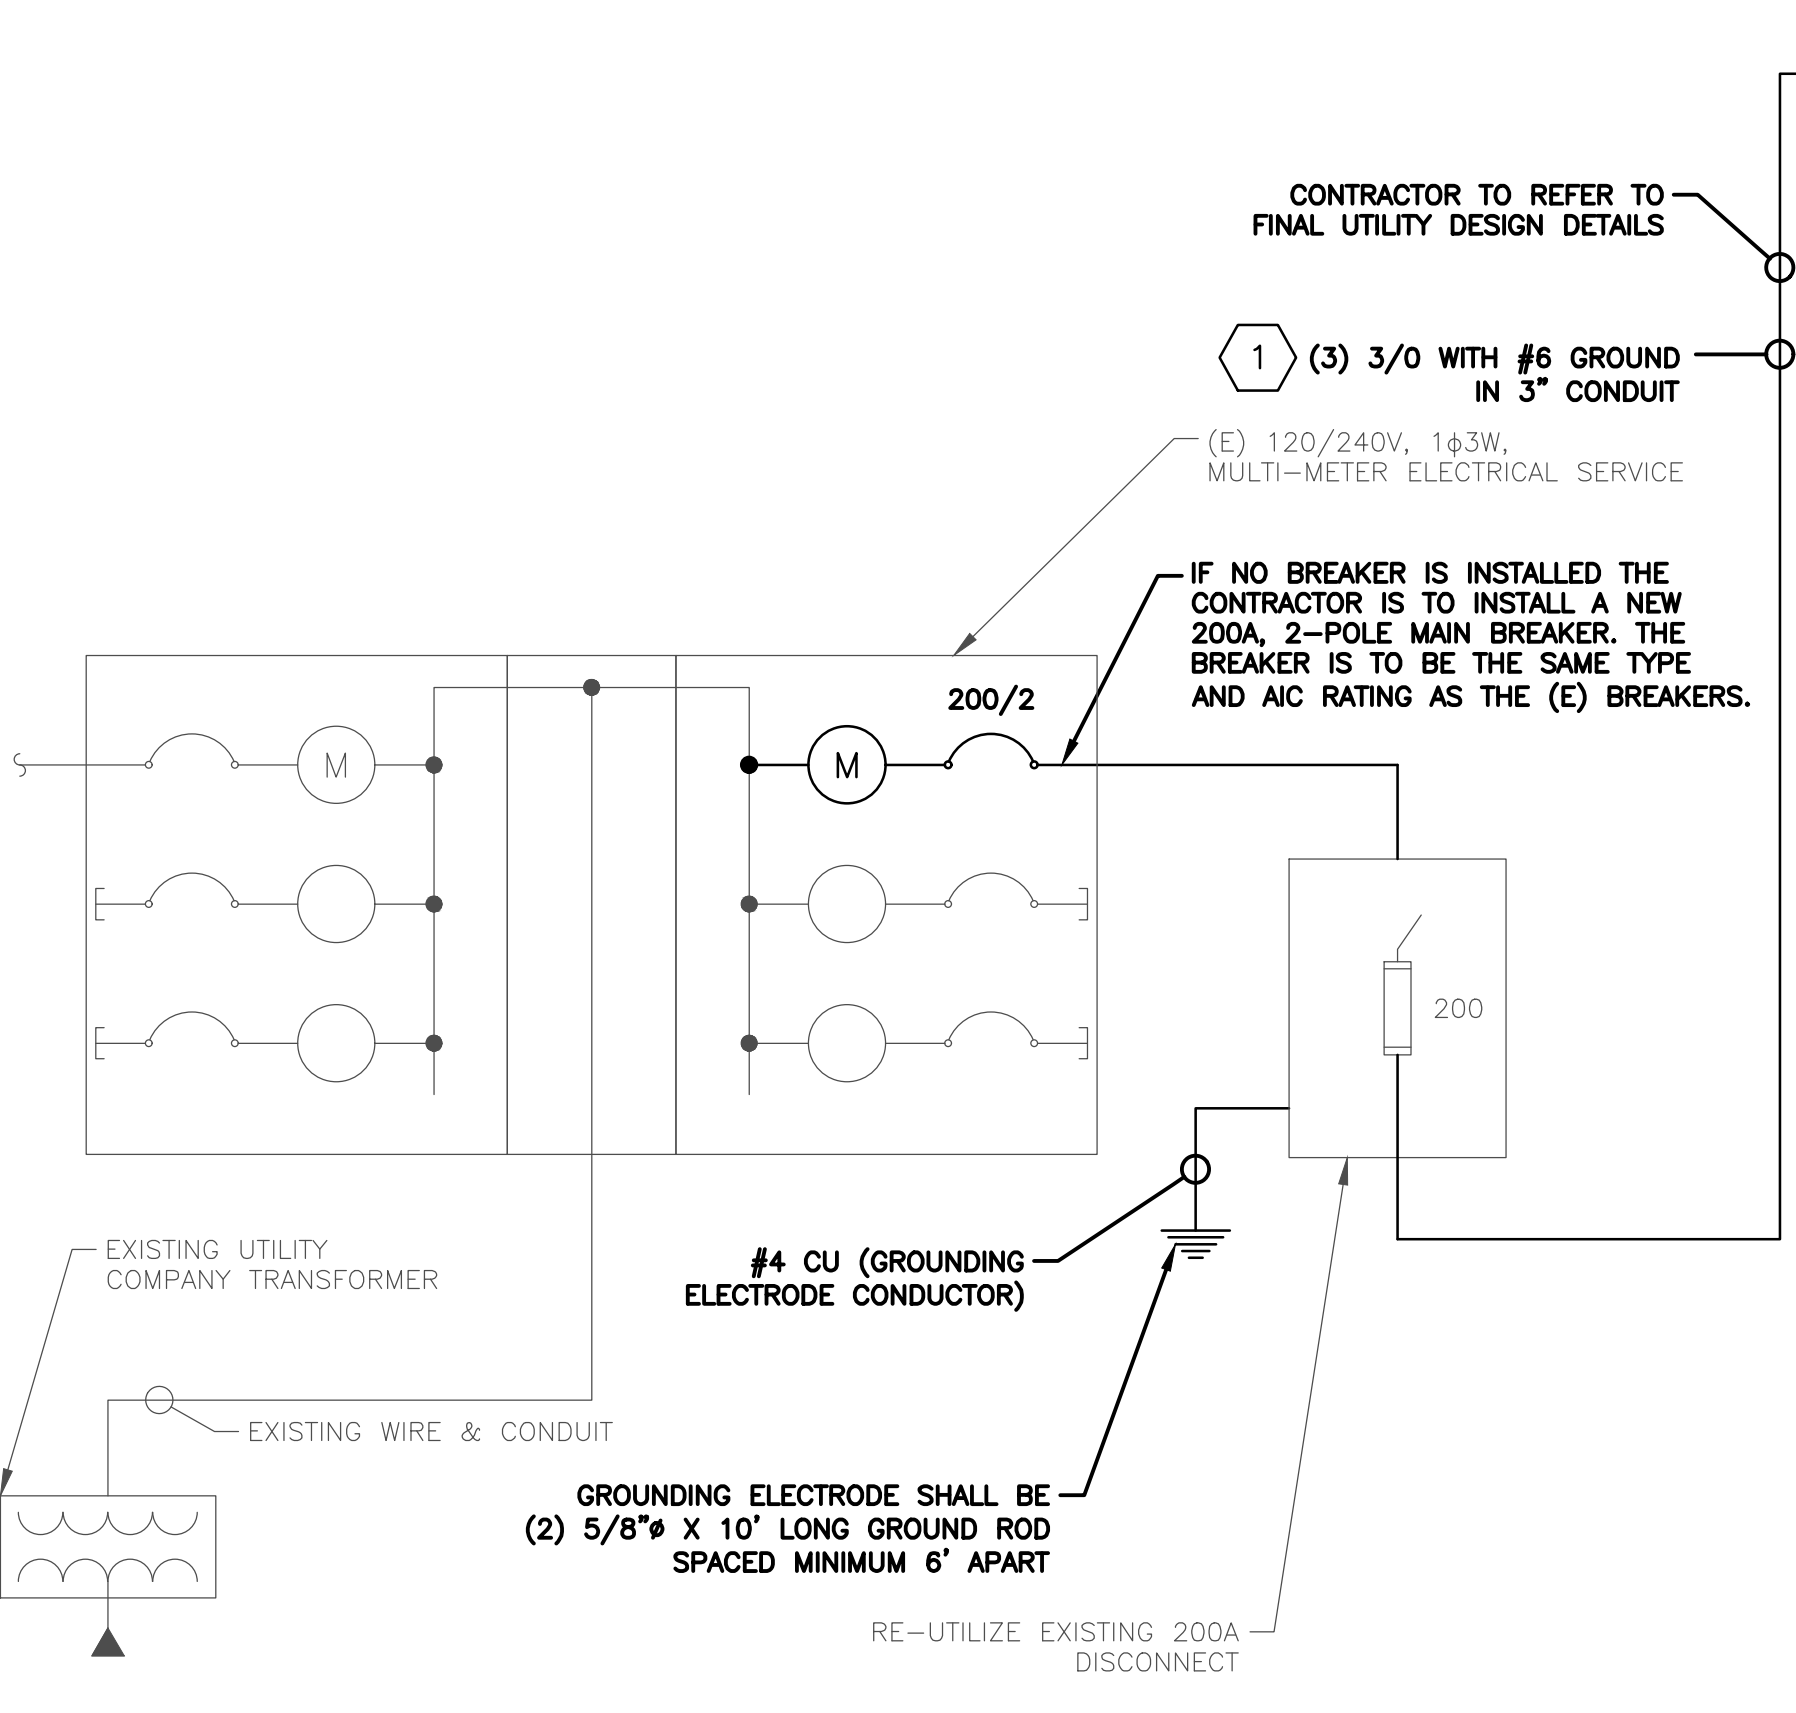 CONTRACTOR TO REFER TO
FINAL UTILITY DESIGN DETAILS
1
(3) 3/0 WITH #6 GROUND
IN 3" CONDUIT
(E) 120/240V, 1ϕ3W,
MULTI-METER ELECTRICAL SERVICE
IF NO BREAKER IS INSTALLED THE
CONTRACTOR IS TO INSTALL A NEW
200A, 2-POLE MAIN BREAKER. THE
BREAKER IS TO BE THE SAME TYPE
AND AIC RATING AS THE (E) BREAKERS.
200/2
M
M
200
#4 CU (GROUNDING
ELECTRODE CONDUCTOR)
EXISTING UTILITY
COMPANY TRANSFORMER
EXISTING WIRE & CONDUIT
GROUNDING ELECTRODE SHALL BE
(2) 5/8"ø X 10' LONG GROUND ROD
SPACED MINIMUM 6' APART
RE-UTILIZE EXISTING 200A
DISCONNECT